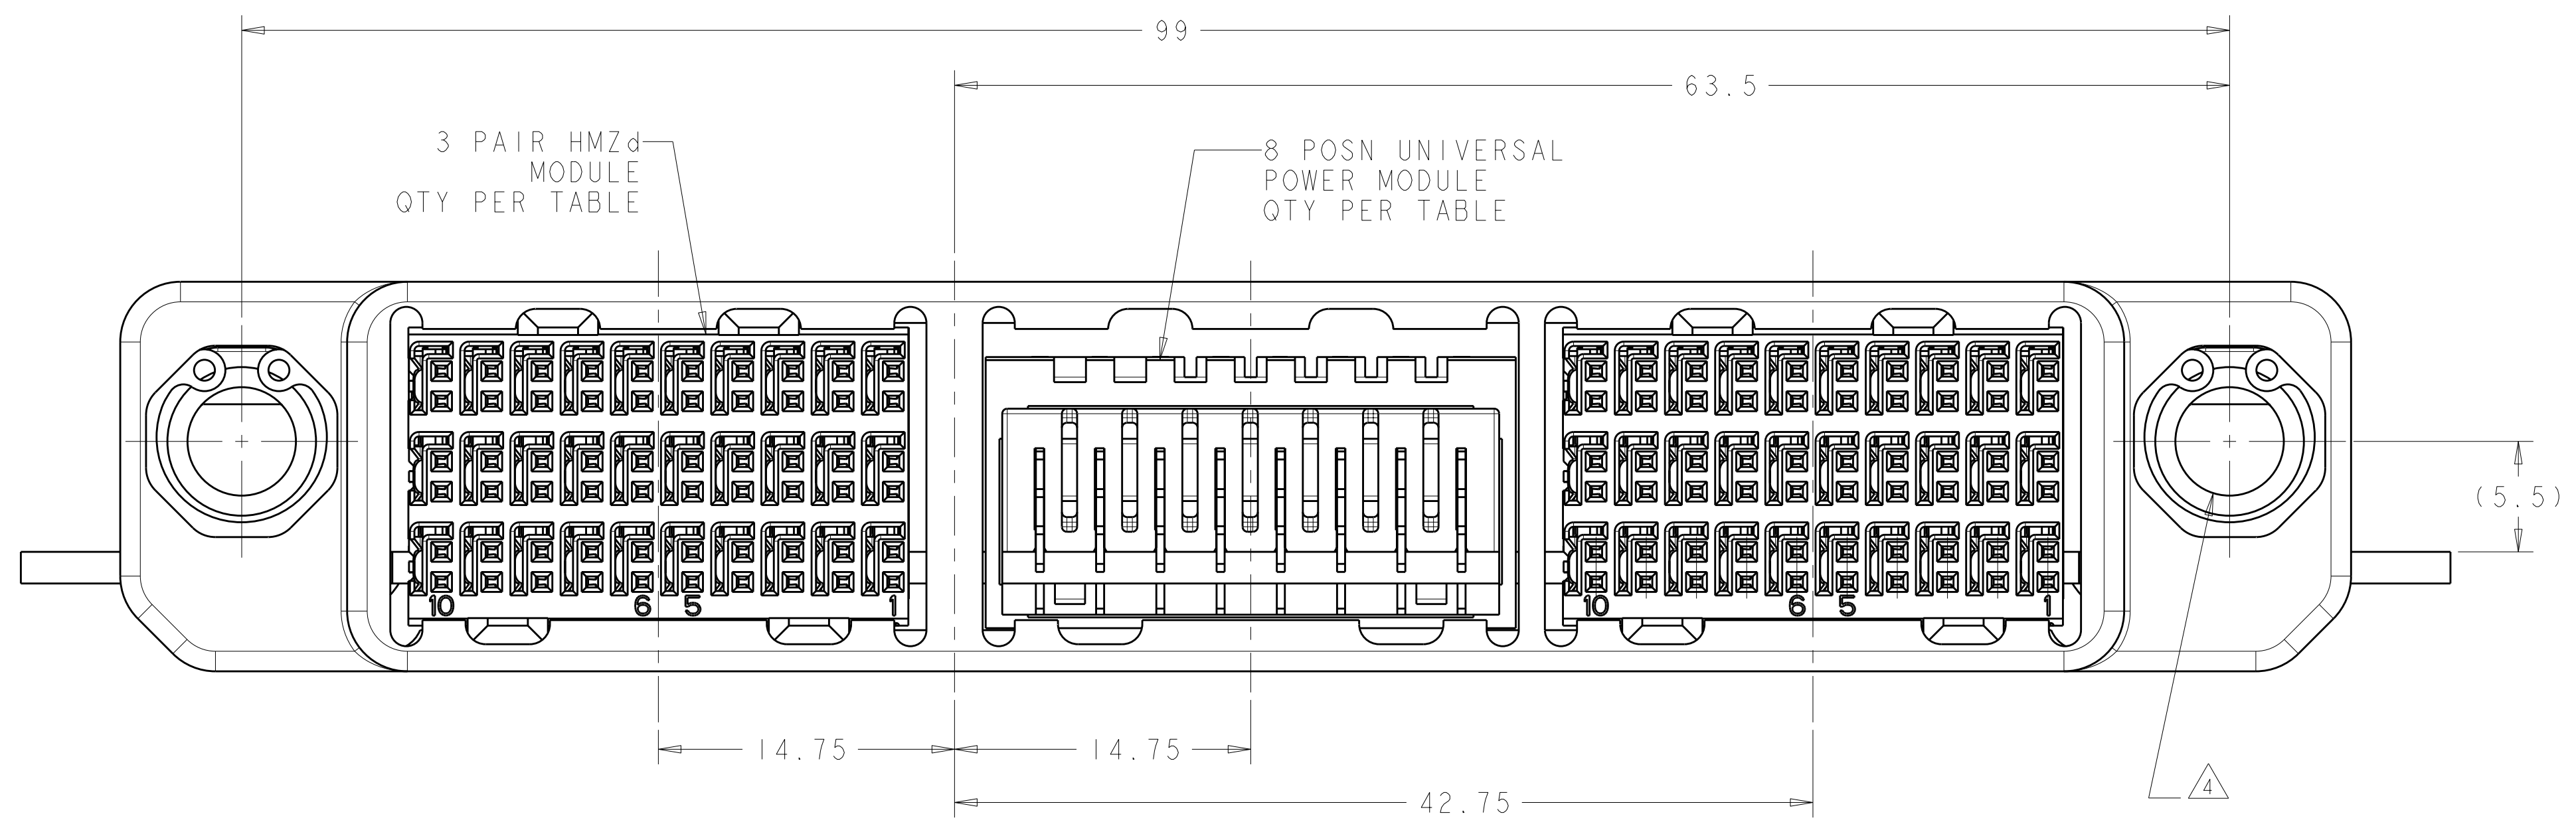 99
63.5
3 PAIR HMZd
MODULE
QTY PER TABLE
8 POSN UNIVERSAL
POWER MODULE
QTY PER TABLE
(5.5)
10 6 5 1
10 6 5 1
14.75
14.75
42.75
4